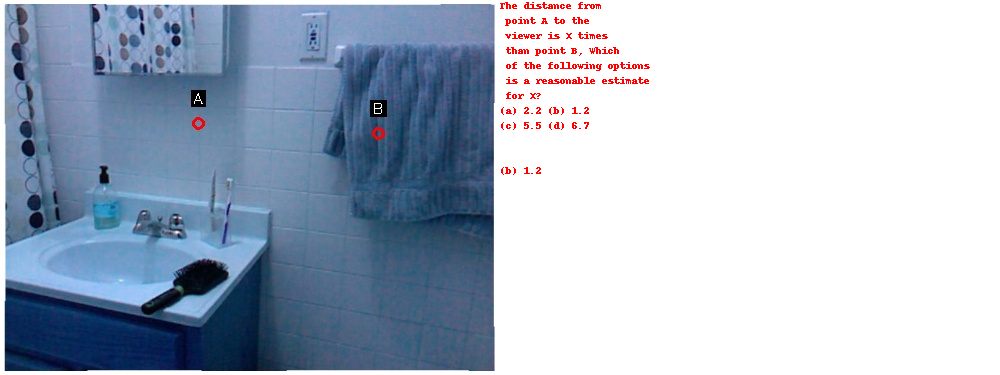 The distance from
point A to the
viewer is X times
than point B, Which
of the following options
is a reasonable estimate
for X?
(a) 2.2 (b) 1.2
(c) 5.5 (d) 6.7
(b) 1.2
A
B